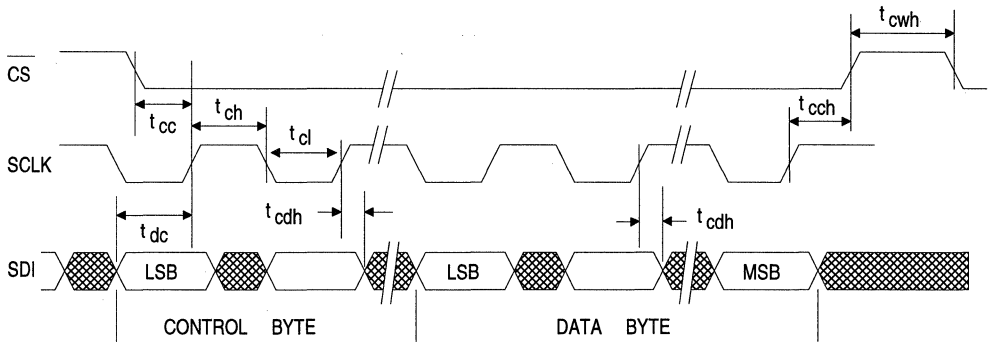 t cwh
CS
t cc
t ch
t cl
t cch
SCLK
t dc
t cdh
t cdh
SDI
LSB
LSB
MSB
CONTROL BYTE
DATA BYTE